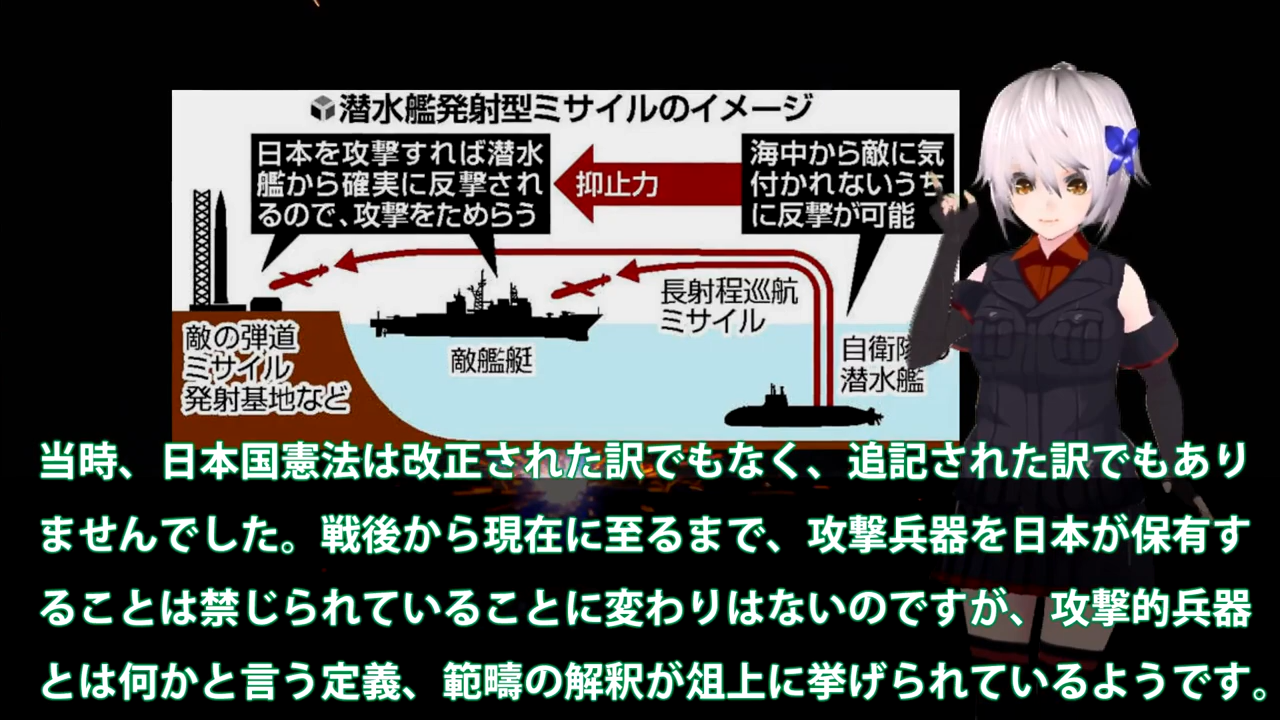 潜水艦発射型ミサイルのイメージ
日本を攻撃すれば潜水
艦から確実に反撃され
るので、攻撃をためらう
抑止力
海中から敵に気
付かれないうち
に反撃が可能
長射程巡航
ミサイル
敵の弾道
ミサイル
発射基地など
敵艦艇
自衛隊の
潜水艦
当時、日本国憲法は改正された訳でもなく、追記された訳でもあり
ませんでした。戦後から現在に至るまで、攻撃兵器を日本が保有す
ることは禁じられていることに変わりはないのですが、攻撃的兵器
とは何かと言う定義、範疇の解釈が俎上に挙げられているようです。